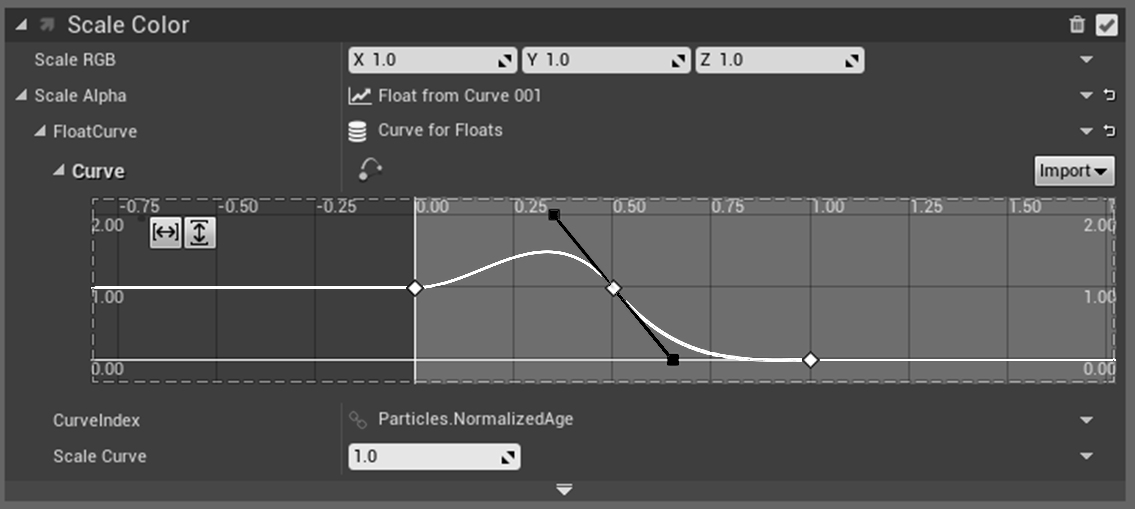 Scale Color
Scale RGB X 1.0 Y 1.0 Z 1.0
Scale Alpha Float from Curve 001
FloatCurve Curve for Floats
Curve Import
-0.75 -0.50 -0.25 0.00 0.25 0.50 0.75 1.00 1.25 1.50
2.00 2.00
1.00 1.00
0.00 0.00
CurveIndex Particles.NormalizedAge
Scale Curve 1.0